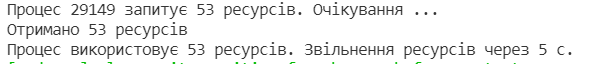 Процес 29149 запитує 53 ресурсів. Очікування ...
Отримано 53 ресурсів
Процес використовує 53 ресурсів. Звільнення ресурсів через 5 с.